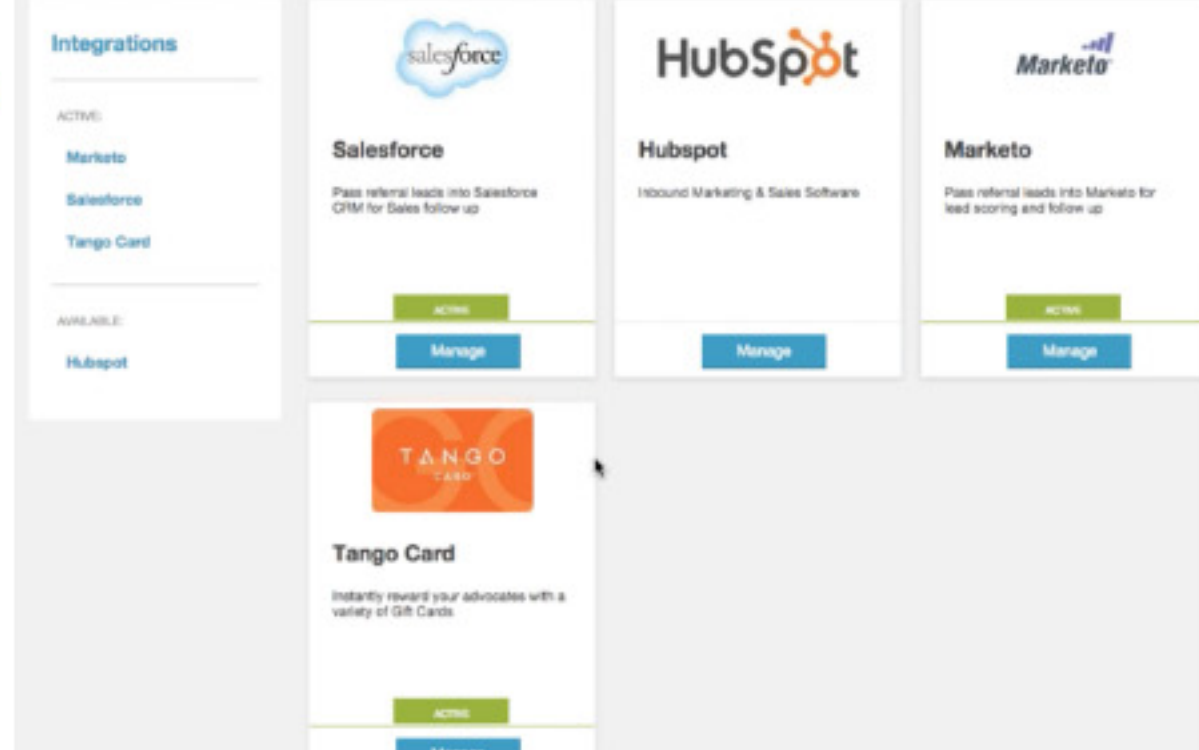 Integrations
ACTIVE:
Marketo
Salesforce
Tango Card
AVAILABLE:
Hubspot
salesforce
Salesforce
Pass referral leads into Salesforce
CRM for Sales follow up
ACTIVE
Manage
HubSpot
Hubspot
Inbound Marketing & Sales Software
Manage
Marketo
Marketo
Pass referral leads into Marketo for
lead scoring and follow up
ACTIVE
Manage
TANGO
CARD
Tango Card
Instantly reward your advocates with a
variety of Gift Cards
ACTIVE
Manage